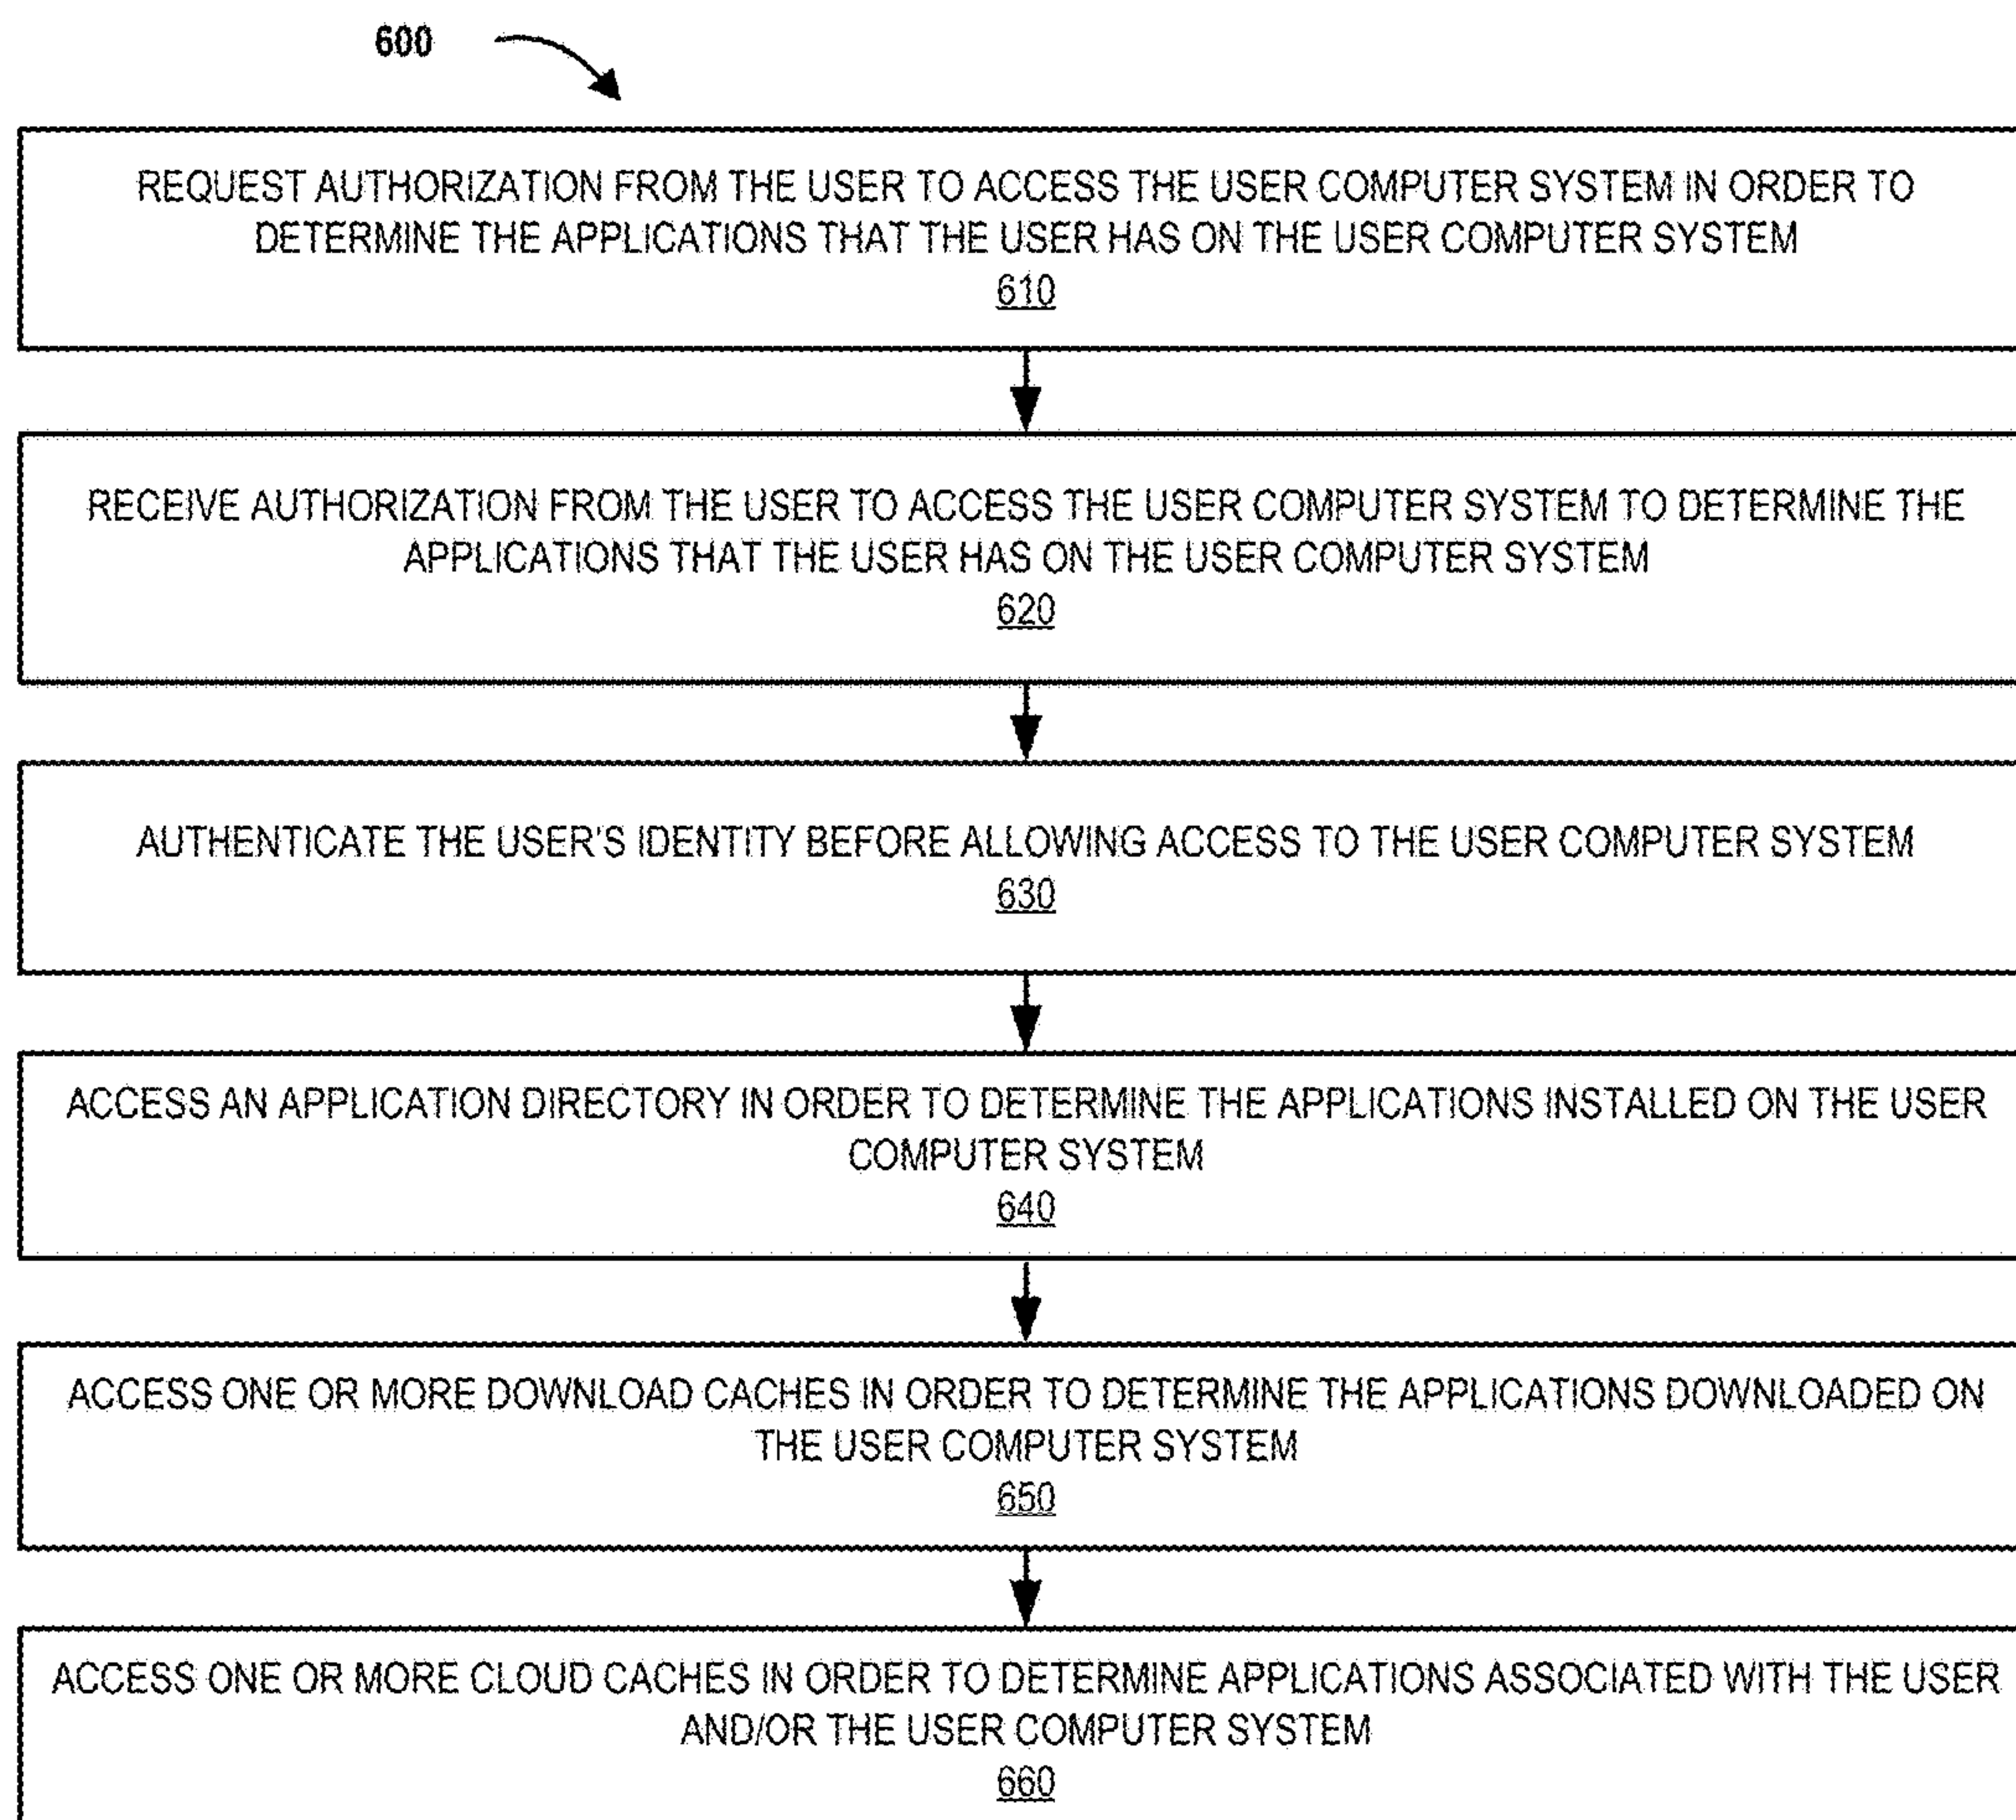 600
REQUEST AUTHORIZATION FROM THE USER TO ACCESS THE USER COMPUTER SYSTEM IN ORDER TO
DETERMINE THE APPLICATIONS THAT THE USER HAS ON THE USER COMPUTER SYSTEM
610
RECEIVE AUTHORIZATION FROM THE USER TO ACCESS THE USER COMPUTER SYSTEM TO DETERMINE THE
APPLICATIONS THAT THE USER HAS ON THE USER COMPUTER SYSTEM
620
AUTHENTICATE THE USER'S IDENTITY BEFORE ALLOWING ACCESS TO THE USER COMPUTER SYSTEM
630
ACCESS AN APPLICATION DIRECTORY IN ORDER TO DETERMINE THE APPLICATIONS INSTALLED ON THE USER
COMPUTER SYSTEM
640
ACCESS ONE OR MORE DOWNLOAD CACHES IN ORDER TO DETERMINE THE APPLICATIONS DOWNLOADED ON
THE USER COMPUTER SYSTEM
650
ACCESS ONE OR MORE CLOUD CACHES IN ORDER TO DETERMINE APPLICATIONS ASSOCIATED WITH THE USER
AND/OR THE USER COMPUTER SYSTEM
660